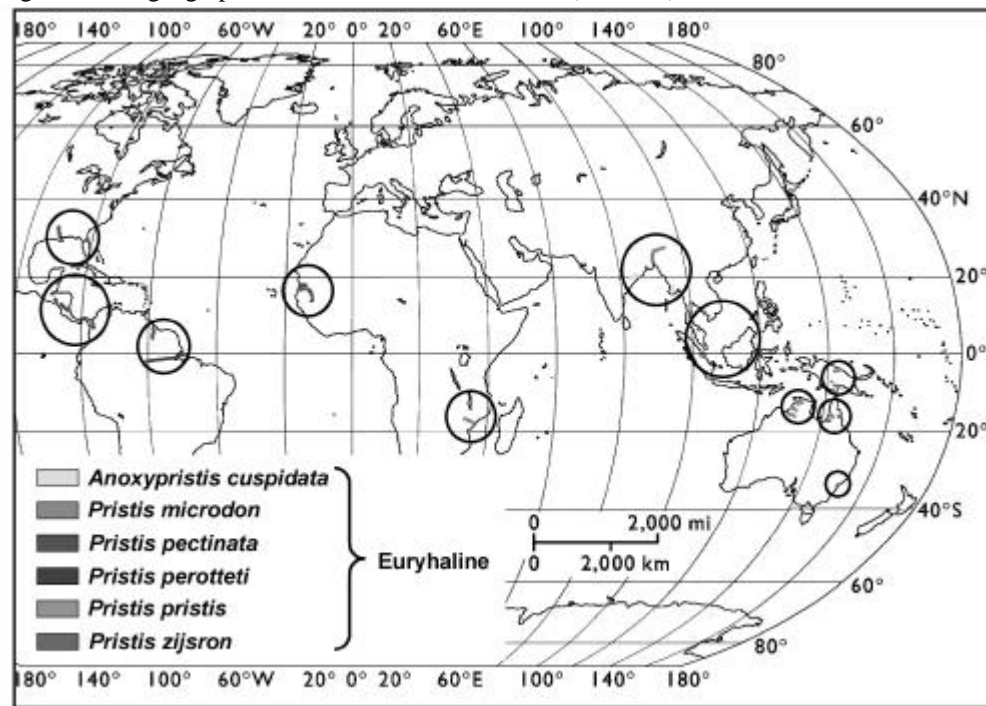 180° 140° 100° 60°W 20° 0° 20° 60°E 100° 140° 180°
80°
60°
40°N
20°
0°
20°
Anoxypristis cuspidata
Pristis microdon
Pristis pectinata
Pristis perotteti
Pristis pristis
Pristis zijsron
Euryhaline
0 2,000 mi
0 2,000 km
40°S
60°
80°
180° 140° 100° 60°W 20° 0° 20° 60°E 100° 140° 180°